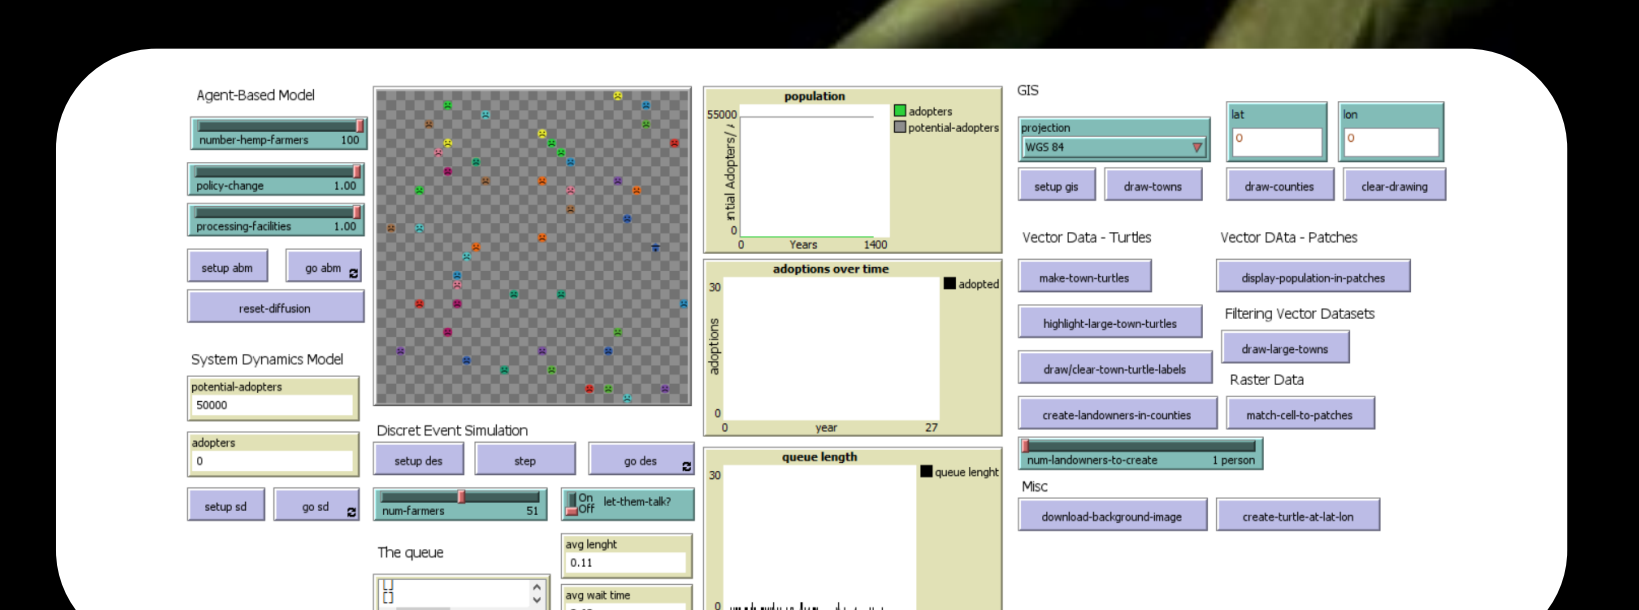 Agent-Based Model
number-hemp-farmers 100
policy-change 1.00
processing-facilities 1.00
setup abm
go abm
reset-diffusion
System Dynamics Model
potential-adopters
50000
adopters
0
setup sd
go sd
Discret Event Simulation
setup des
step
go des
num-farmers 51
On
Off
let-them-talk?
The queue
[]
[]
avg lenght
0.11
avg wait time
population
55000
ntial Adopters/
0
0 Years 1400
adopters
potential-adopters
adoptions over time
30
adoptions
0
0 year 27
adopted
queue length
30
0
queue lenght
GIS
projection
WGS 84
lat
0
lon
0
setup gis
draw-towns
draw-counties
clear-drawing
Vector Data - Turtles
make-town-turtles
highlight-large-town-turtles
draw/clear-town-turtle-labels
create-landowners-in-counties
num-landowners-to-create 1 person
Vector DAta - Patches
display-population-in-patches
Filtering Vector Datasets
draw-large-towns
Raster Data
match-cell-to-patches
Misc
download-background-image
create-turtle-at-lat-lon